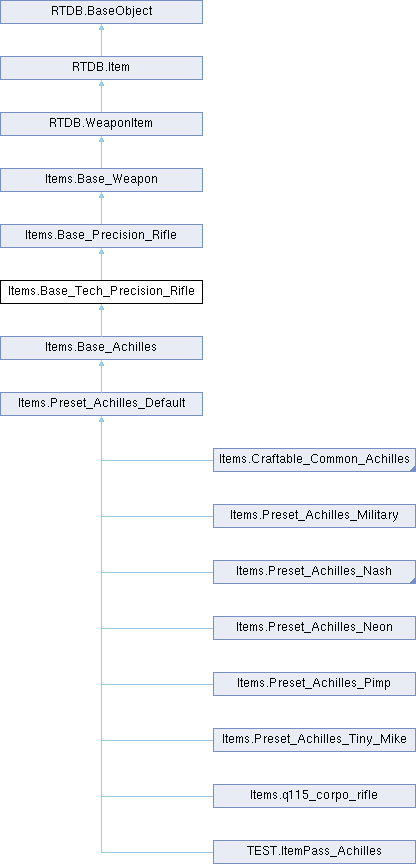 RTDB.BaseObject
RTDB.Item
RTDB.WeaponItem
Items.Base_Weapon
Items.Base_Precision_Rifle
Items.Base_Tech_Precision_Rifle
Items.Base_Achilles
Items.Preset_Achilles_Default
Items.Craftable_Common_Achilles
Items.Preset_Achilles_Military
Items.Preset_Achilles_Nash
Items.Preset_Achilles_Neon
Items.Preset_Achilles_Pimp
Items.Preset_Achilles_Tiny_Mike
Items.q115_corpo_rifle
TEST.ItemPass_Achilles